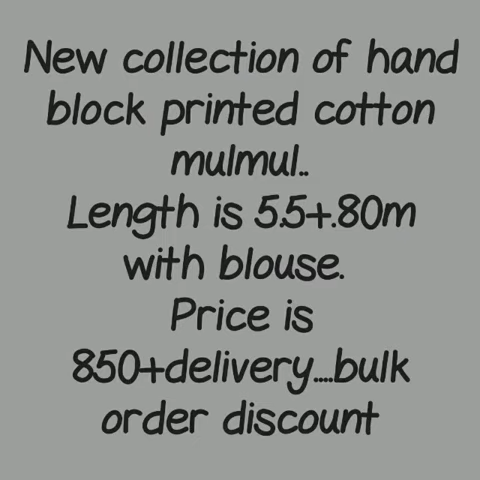 New collection of hand
block printed cotton
mulmul..
Length is 5.5+.80m
with blouse.
Price is
850+delivery....bulk
order discount